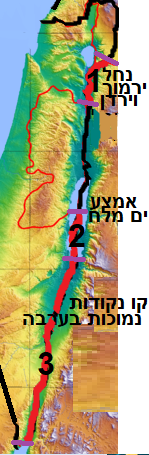 1
נחל
ירמוך
וירדן
אמצע
ים מלח
2
קו נקודות
נמוכות בערבה
3